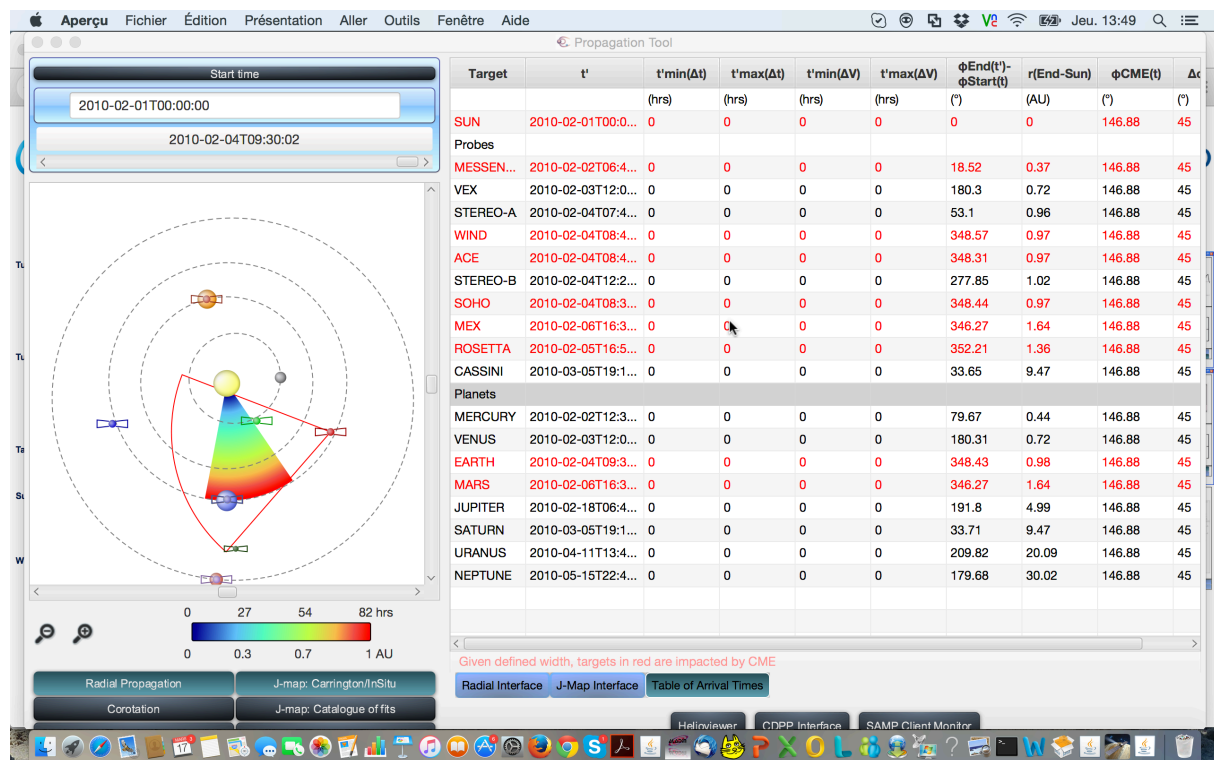 Aperçu Fichier Édition Présentation Aller Outils Fenêtre Aide Jeu. 13:49
Propagation Tool
Start time
2010-02-01T00:00:00
2010-02-04T09:30:02
Target t' t'min(Δt) t'max(Δt) t'min(ΔV) t'max(ΔV) ϕEnd(t')-ϕStart(t) r(End-Sun) ϕCME(t)
(hrs) (hrs) (hrs) (hrs) (°) (AU) (°) (°)
SUN 2010-02-01T00:0... 0 0 0 0 0 0 146.88 45
Probes
MESSEN... 2010-02-02T06:4... 0 0 0 0 18.52 0.37 146.88 45
VEX 2010-02-03T12:0... 0 0 0 0 180.3 0.72 146.88 45
STEREO-A 2010-02-04T07:4... 0 0 0 0 53.1 0.96 146.88 45
WIND 2010-02-04T08:4... 0 0 0 0 348.57 0.97 146.88 45
ACE 2010-02-04T08:4... 0 0 0 0 348.31 0.97 146.88 45
STEREO-B 2010-02-04T12:2... 0 0 0 0 277.85 1.02 146.88 45
SOHO 2010-02-04T08:3... 0 0 0 0 348.44 0.97 146.88 45
MEX 2010-02-06T16:3... 0 0 0 0 346.27 1.64 146.88 45
ROSETTA 2010-02-05T16:5... 0 0 0 0 352.21 1.36 146.88 45
CASSINI 2010-03-05T19:1... 0 0 0 0 33.65 9.47 146.88 45
Planets
MERCURY 2010-02-02T12:3... 0 0 0 0 79.67 0.44 146.88 45
VENUS 2010-02-03T12:0... 0 0 0 0 180.31 0.72 146.88 45
EARTH 2010-02-04T09:3... 0 0 0 0 348.43 0.98 146.88 45
MARS 2010-02-06T16:3... 0 0 0 0 346.27 1.64 146.88 45
JUPITER 2010-02-18T06:4... 0 0 0 0 191.8 4.99 146.88 45
SATURN 2010-03-05T19:1... 0 0 0 0 33.71 9.47 146.88 45
URANUS 2010-04-11T13:4... 0 0 0 0 209.82 20.09 146.88 45
NEPTUNE 2010-05-15T22:4... 0 0 0 0 179.68 30.02 146.88 45
0 27 54 82 hrs
0 0.3 0.7 1 AU
Given defined width, targets in red are impacted by CME
Radial Interface J-Map Interface Table of Arrival Times
Radial Propagation J-map: Carrington/InSitu
Corotation J-map: Catalogue of fits
Helioviewer CDPP Interface SAMP Client Monitor